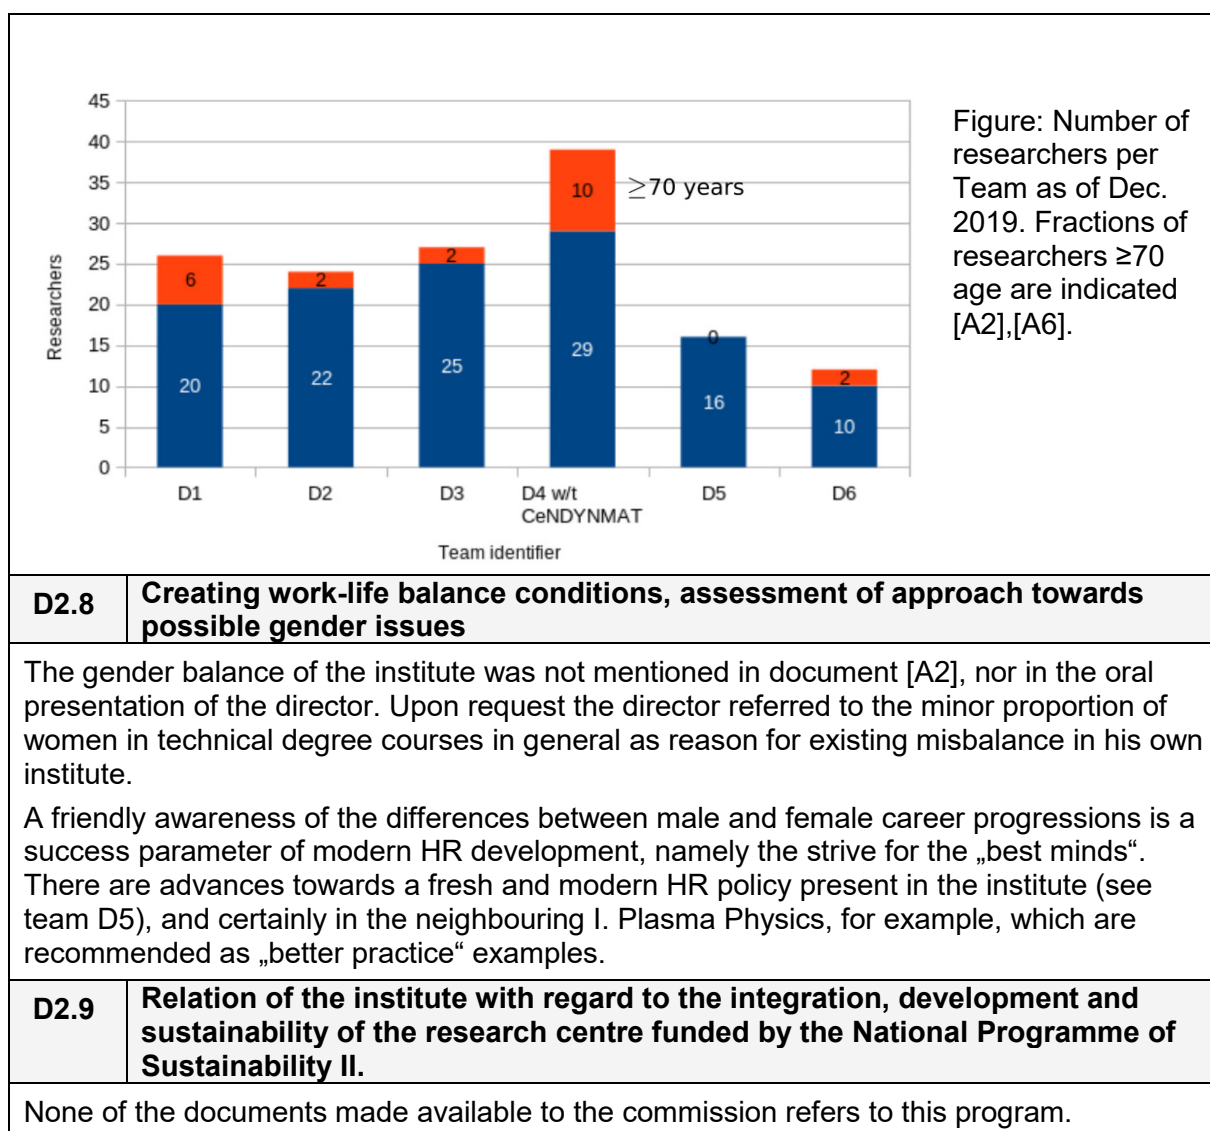 45
40
35
30
25
20
15
10
5
0
Researchers
6
20
2
22
2
25
10
≥70 years
29
0
16
2
10
D1
D2
D3
D4 w/t
CeNDYNMAT
D5
D6
Team identifier
Figure: Number of
researchers per
Team as of Dec.
2019. Fractions of
researchers ≥70
age are indicated
[A2],[A6].
D2.8
Creating work-life balance conditions, assessment of approach towards
possible gender issues
The gender balance of the institute was not mentioned in document [A2], nor in the oral
presentation of the director. Upon request the director referred to the minor proportion of
women in technical degree courses in general as reason for existing misbalance in his own
institute.
A friendly awareness of the differences between male and female career progressions is a
success parameter of modern HR development, namely the strive for the „best minds“.
There are advances towards a fresh and modern HR policy present in the institute (see
team D5), and certainly in the neighbouring I. Plasma Physics, for example, which are
recommended as „better practice“ examples.
D2.9
Relation of the institute with regard to the integration, development and
sustainability of the research centre funded by the National Programme of
Sustainability II.
None of the documents made available to the commission refers to this program.